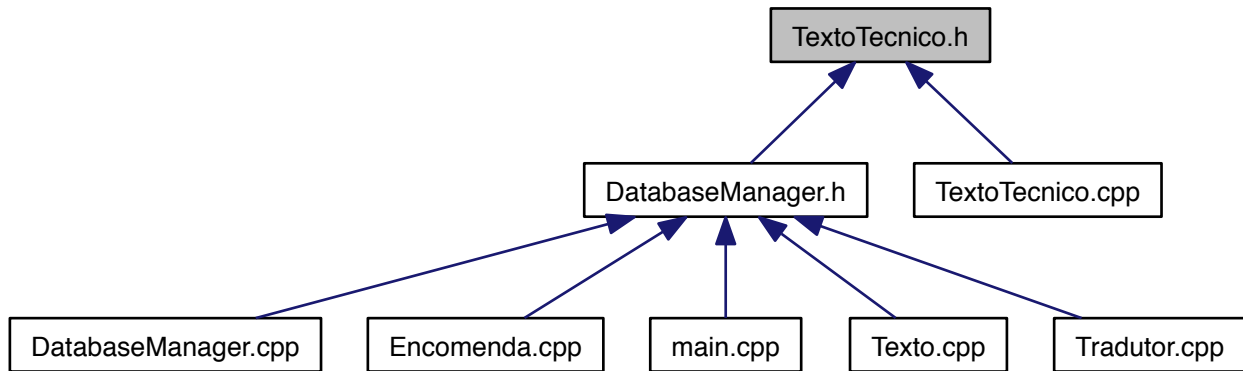 TextoTecnico.h
DatabaseManager.h
TextoTecnico.cpp
DatabaseManager.cpp
Encomenda.cpp
main.cpp
Texto.cpp
Tradutor.cpp